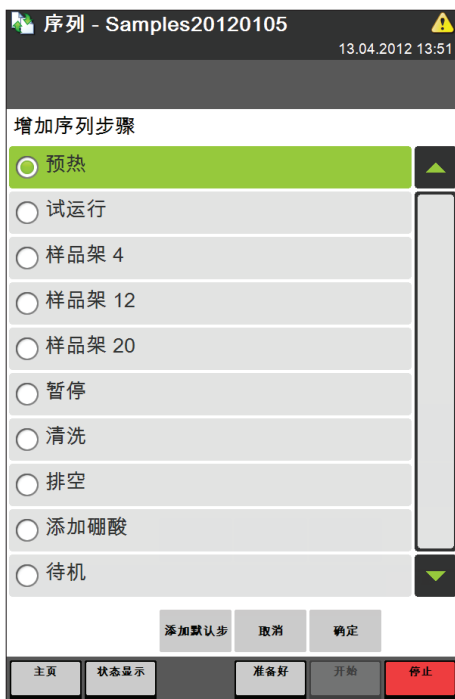 序列 - Samples20120105
13.04.2012 13:51
增加序列步骤
预热
试运行
样品架 4
样品架 12
样品架 20
暂停
清洗
排空
添加硼酸
待机
添加默认步 取消 确定
主页 状态显示 准备好 开始 停止